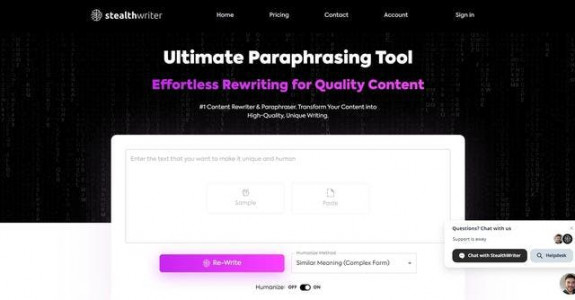 stealthwriter Home Pricing Contact Account Sign in
Ultimate Paraphrasing Tool
Effortless Rewriting for Quality Content
#1 Content Rewriter & Paraphraser. Transform Your Content into
High-Quality, Unique Writing.
Enter the text that you want to make it unique and human
Sample Paste
Questions? Chat with us
Support is away
Chat with StealthWriter Helpdesk
Re-Write
Humanize method
Similar Meaning (Complex Form)
Humanize: OFF ON